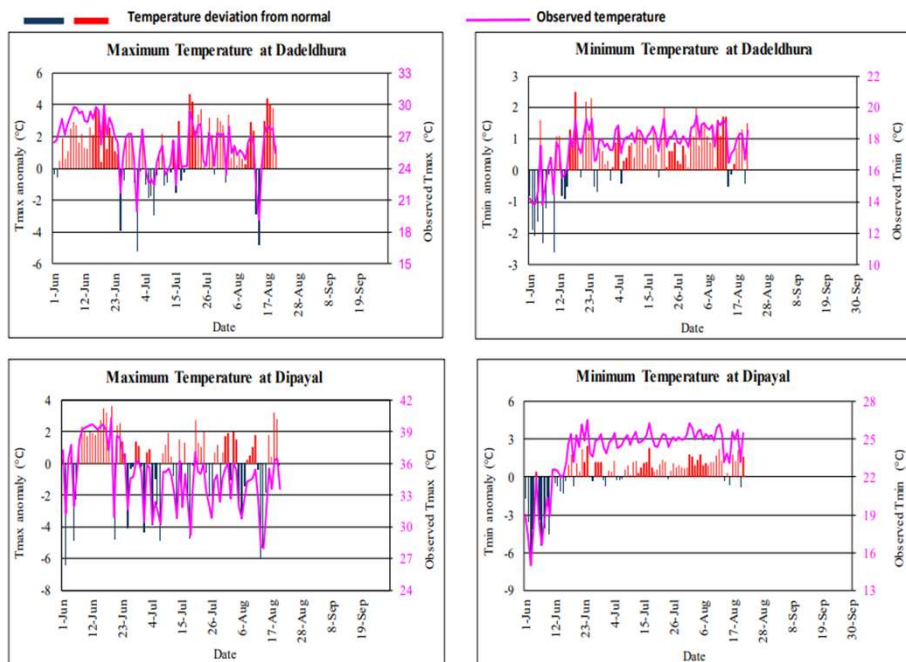 Temperature deviation from normal
Observed temperature
Maximum Temperature at Dadeldhura
Tmax anomly (°C)
6
4
2
0
-2
-4
-6
33
30
27
24
21
18
15
Observed Tmax (°C)
1-Jun
12-Jun
23-Jun
4-Jul
15-Jul
26-Jul
6-Aug
17-Aug
28-Aug
8-Sep
19-Sep
Date
Minimum Temperature at Dadeldhura
Tmin anomly (°C)
3
2
1
0
-1
-2
-3
22
20
18
16
14
12
10
Observed Tmin (°C)
1-Jun
12-Jun
23-Jun
4-Jul
15-Jul
26-Jul
6-Aug
17-Aug
28-Aug
8-Sep
19-Sep
30-Sep
Date
Maximum Temperature at Dipayal
Tmax anomly (°C)
4
2
0
-2
-4
-6
-8
42
39
36
33
30
27
24
Observed Tmax (°C)
1-Jun
12-Jun
23-Jun
4-Jul
15-Jul
26-Jul
6-Aug
17-Aug
28-Aug
8-Sep
19-Sep
Date
Minimum Temperature at Dipayal
Tmin anomly (°C)
6
3
0
-3
-6
-9
28
25
22
19
16
13
Observed Tmin (°C)
1-Jun
12-Jun
23-Jun
4-Jul
15-Jul
26-Jul
6-Aug
17-Aug
28-Aug
8-Sep
19-Sep
30-Sep
Date